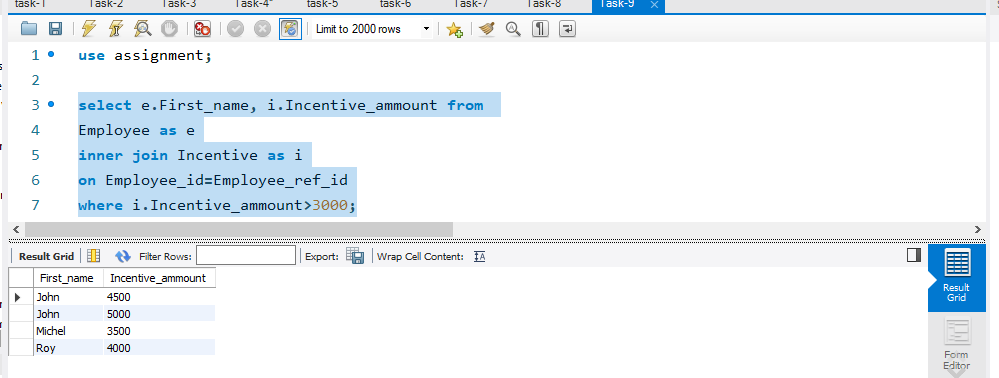 task-1 Task-2 Task-3 Task-4* task-5 task-6 Task-7 Task-8 Task-9
Limit to 2000 rows
1 use assignment;
2
3 select e.First_name, i.Incentive_ammount from
4 Employee as e
5 inner join Incentive as i
6 on Employee_id=Employee_ref_id
7 where i.Incentive_ammount>3000;
Result Grid Filter Rows: Export: Wrap Cell Content: IA
First_name Incentive_ammount
John 4500
John 5000
Michel 3500
Roy 4000
Result
Grid
Form
Editor